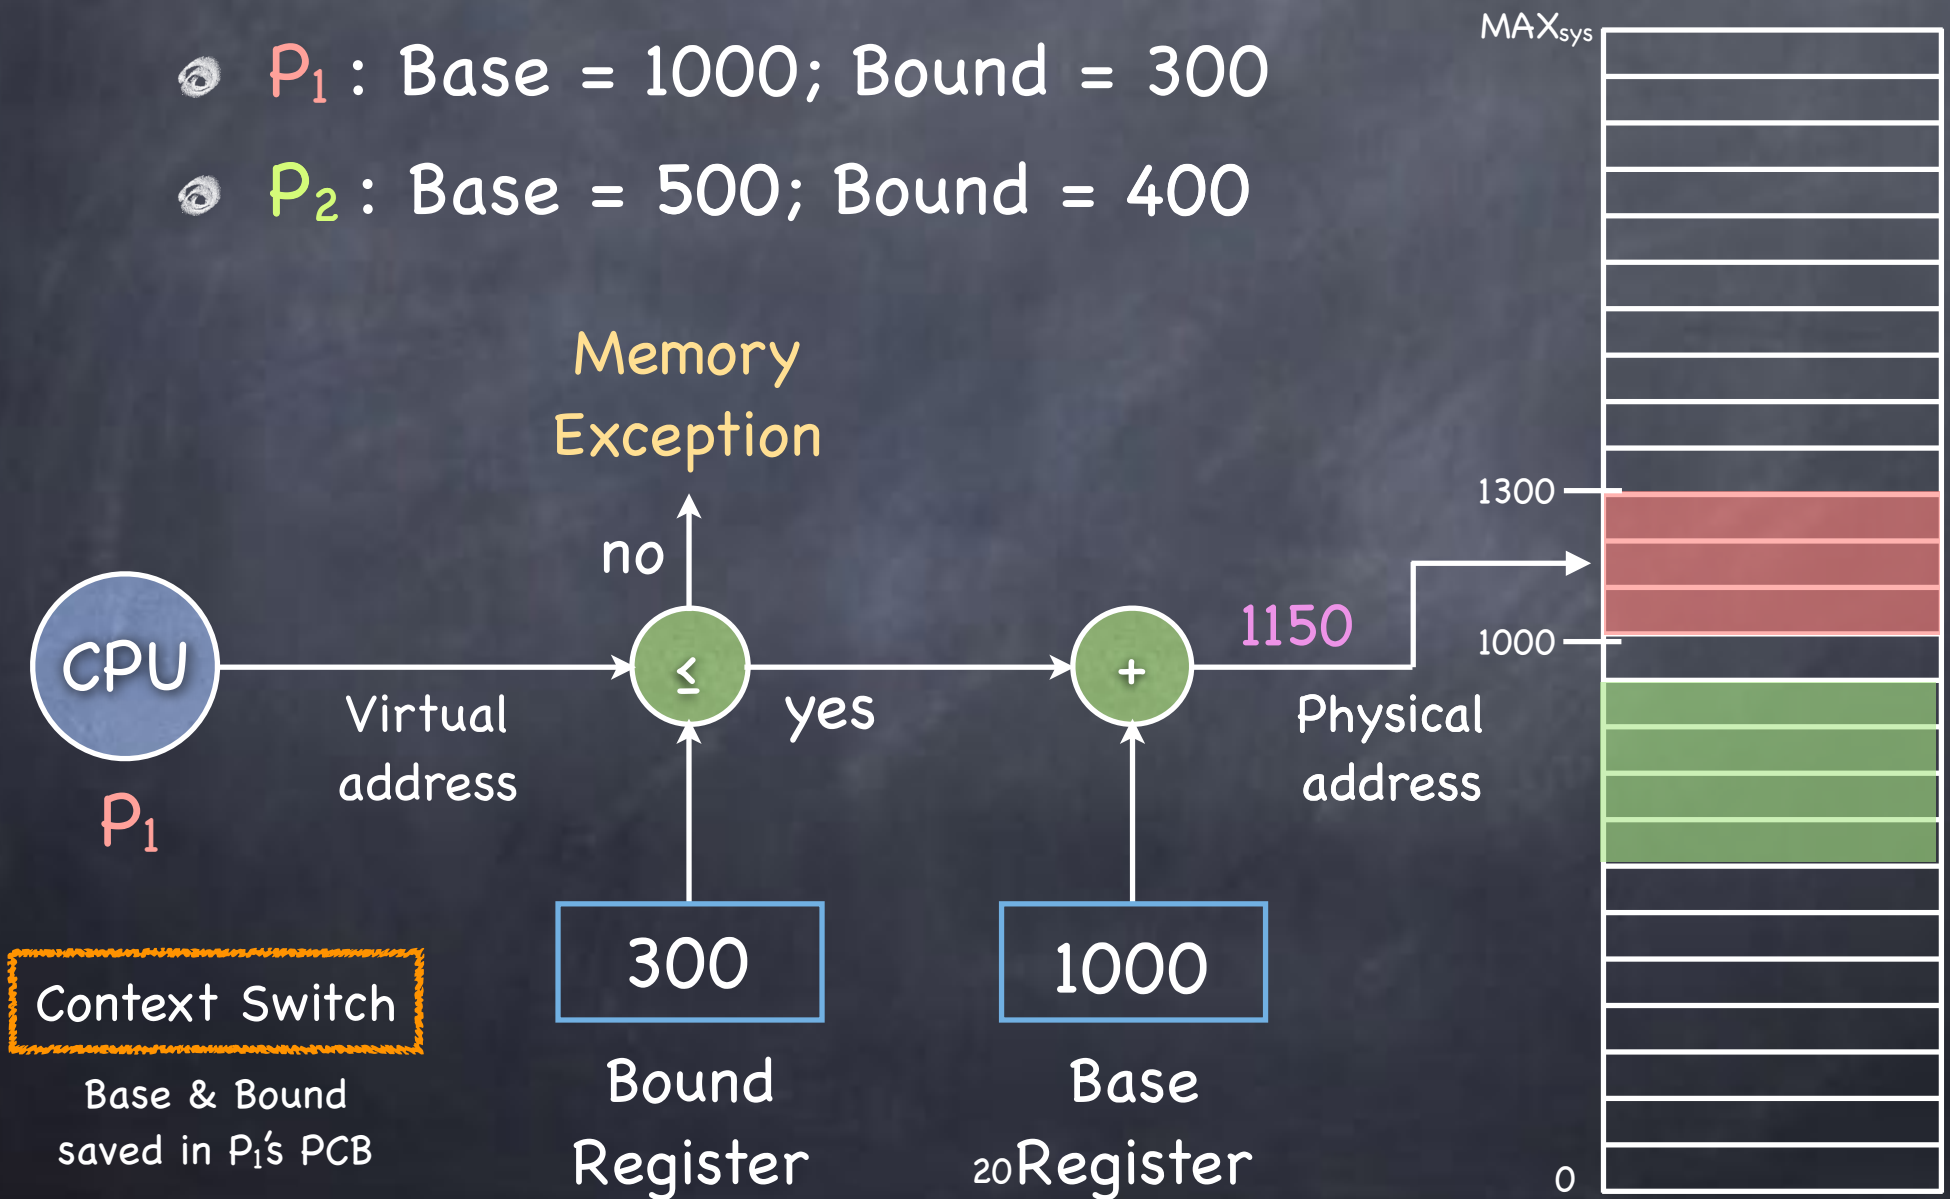 P₁ : Base = 1000; Bound = 300
P₂ : Base = 500; Bound = 400
MAXsys
Memory
Exception
no
1300
1000
CPU
≤
+
1150
yes
Virtual
address
Physical
address
P₁
300
1000
Context Switch
Base & Bound
saved in P₁'s PCB
Bound
Register
Base
Register
20
0